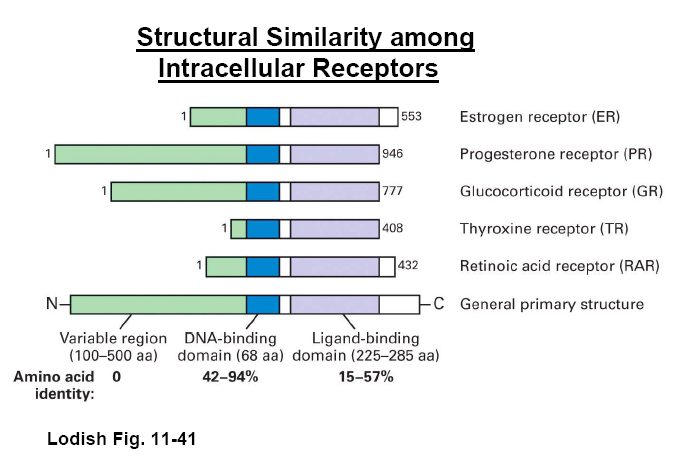 Structural Similarity among
Intracellular Receptors
1 553 Estrogen receptor (ER)
1 946 Progesterone receptor (PR)
1 777 Glucocorticoid receptor (GR)
1 408 Thyroxine receptor (TR)
1 432 Retinoic acid receptor (RAR)
N C General primary structure
Variable region DNA-binding Ligand-binding
(100–500 aa) domain (68 aa) domain (225–285 aa)
Amino acid 0 42–94% 15–57%
identity:
Lodish Fig. 11-41